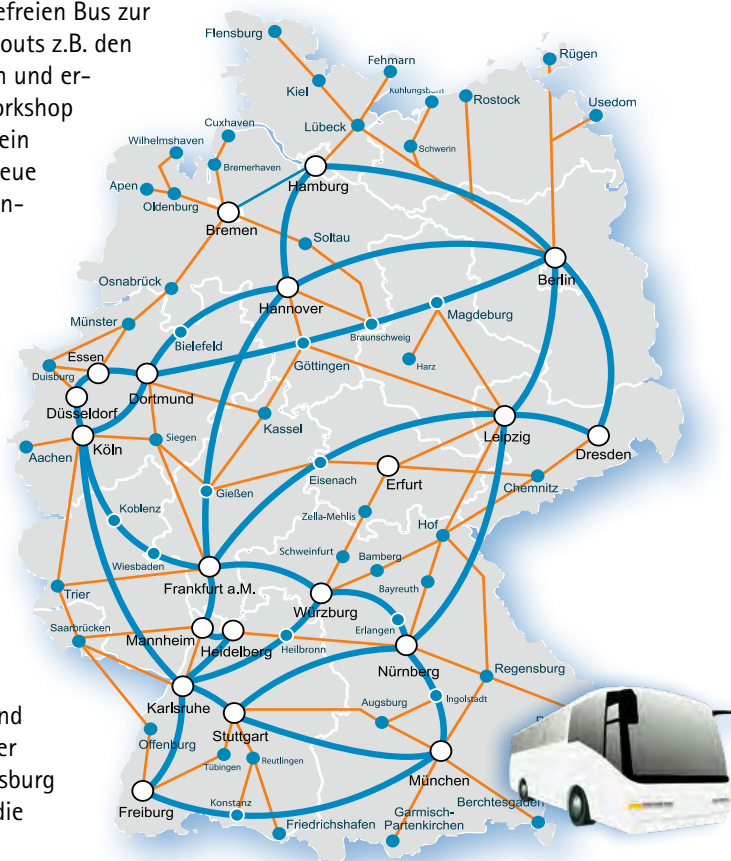 efreien Bus zur
outs z.B. den
n und er-
orkshop
ein
eue
n-
Flensburg
Fehmarn
Rügen
Kiel
Kühlungsborn
Rostock
Usedom
Cuxhaven
Lübeck
Wilhelmshaven
Schwerin
Bremerhaven
Hamburg
Apen
Oldenburg
Bremen
Soltau
Osnabrück
Berlin
Hannover
Münster
Magdeburg
Bielefeld
Braunschweig
Essen
Göttingen
Harz
Duisburg
Dortmund
Düsseldorf
Kassel
Leipzig
Siegen
Köln
Dresden
Aachen
Eisenach
Erfurt
Gießen
Chemnitz
Koblenz
Zella-Mehlis
Hof
Schweinfurt
Bamberg
Wiesbaden
Frankfurt a.M.
Bayreuth
Trier
Würzburg
Saarbrücken
Erlangen
Mannheim
Heidelberg
Heilbronn
Nürnberg
Regensburg
Karlsruhe
Ingolstadt
Augsburg
Stuttgart
nd
Offenburg
er
Tübingen
Reutlingen
sburg
München
die
Freiburg
Konstanz
Berchtesgaden
Friedrichshafen
Garmisch-
Partenkirchen